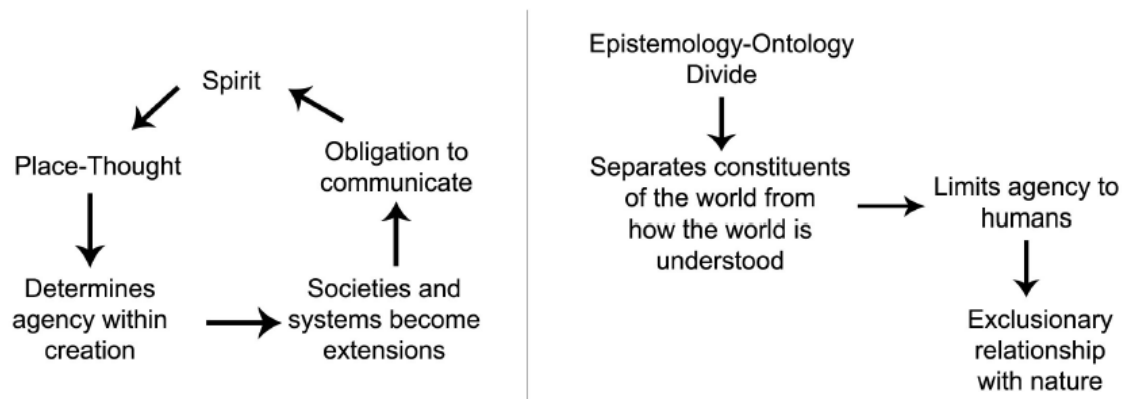 Spirit
Place-Thought
Determines
agency within
creation
Societies and
systems become
extensions
Obligation to
communicate
Epistemology-Ontology
Divide
Separates constituents
of the world from
how the world is
understood
Limits agency to
humans
Exclusionary
relationship
with nature